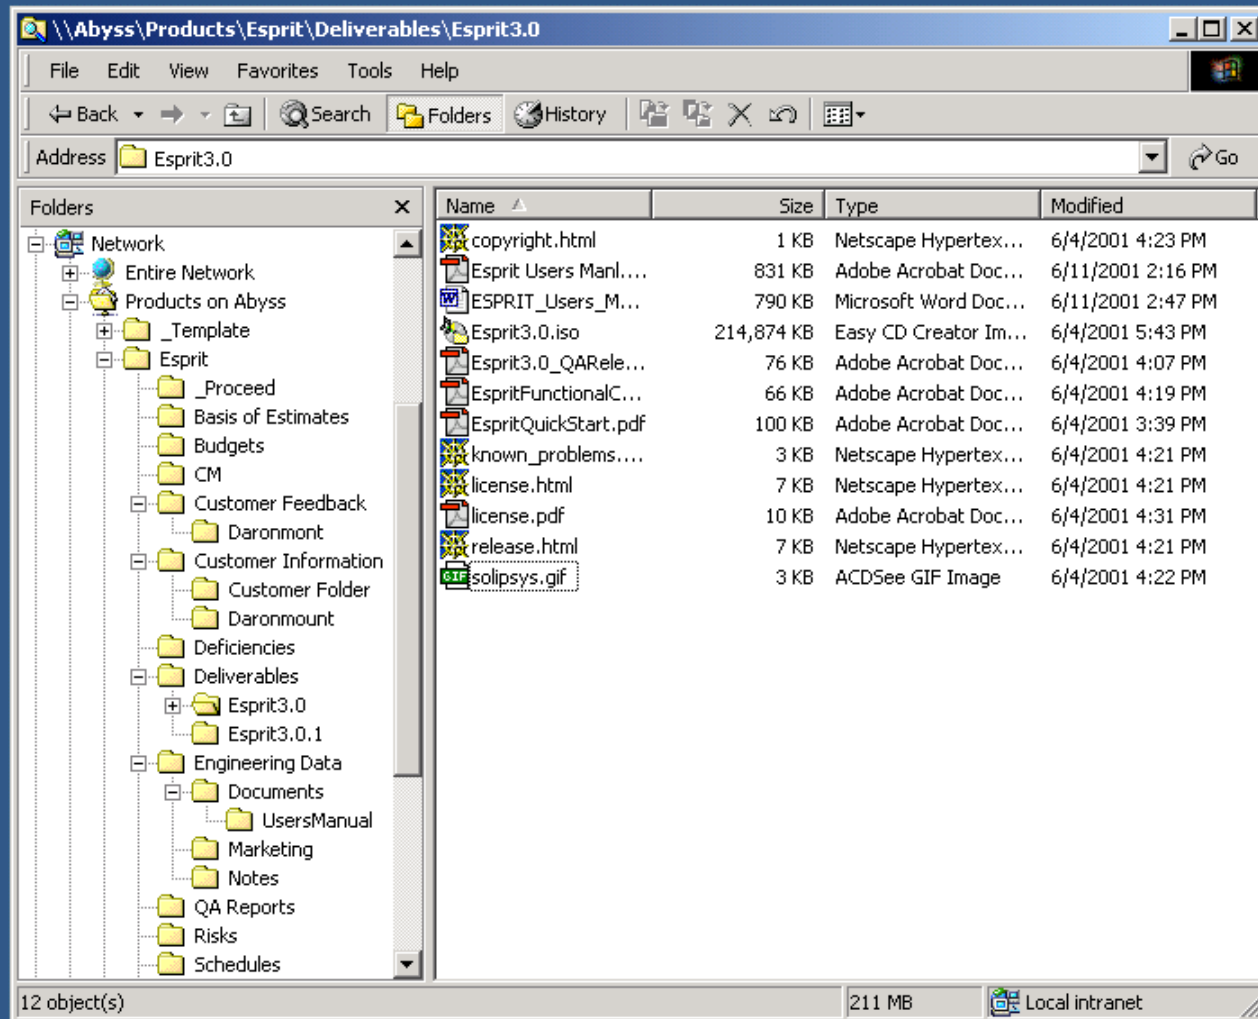 \\Abyss\Products\Esprit\Deliverables\Esprit3.0
File Edit View Favorites Tools Help
Back Search Folders History
Address Esprit3.0 Go
Folders
Network
Entire Network
Products on Abyss
_Template
Esprit
_Proceed
Basis of Estimates
Budgets
CM
Customer Feedback
Daronmont
Customer Information
Customer Folder
Daronmount
Deficiencies
Deliverables
Esprit3.0
Esprit3.0.1
Engineering Data
Documents
UsersManual
Marketing
Notes
QA Reports
Risks
Schedules
Name Size Type Modified
copyright.html 1 KB Netscape Hypertex... 6/4/2001 4:23 PM
Esprit Users Manl.... 831 KB Adobe Acrobat Doc... 6/11/2001 2:16 PM
ESPRIT_Users_M... 790 KB Microsoft Word Doc... 6/11/2001 2:47 PM
Esprit3.0.iso 214,874 KB Easy CD Creator Im... 6/4/2001 5:43 PM
Esprit3.0_QARele... 76 KB Adobe Acrobat Doc... 6/4/2001 4:07 PM
EspritFunctionalC... 66 KB Adobe Acrobat Doc... 6/4/2001 4:19 PM
EspritQuickStart.pdf 100 KB Adobe Acrobat Doc... 6/4/2001 3:39 PM
known_problems.... 3 KB Netscape Hypertex... 6/4/2001 4:21 PM
license.html 7 KB Netscape Hypertex... 6/4/2001 4:21 PM
license.pdf 10 KB Adobe Acrobat Doc... 6/4/2001 4:31 PM
release.html 7 KB Netscape Hypertex... 6/4/2001 4:21 PM
GIF solipsys.gif 3 KB ACDSee GIF Image 6/4/2001 4:22 PM
12 object(s) 211 MB Local intranet